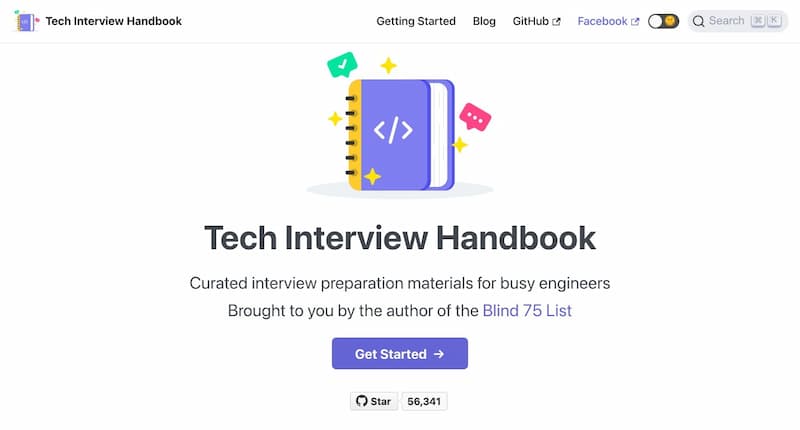 Tech Interview Handbook
Getting Started
Blog
GitHub
Facebook
Search ⌘ K
</>
Tech Interview Handbook
Curated interview preparation materials for busy engineers
Brought to you by the author of the Blind 75 List
Get Started →
Star 56,341